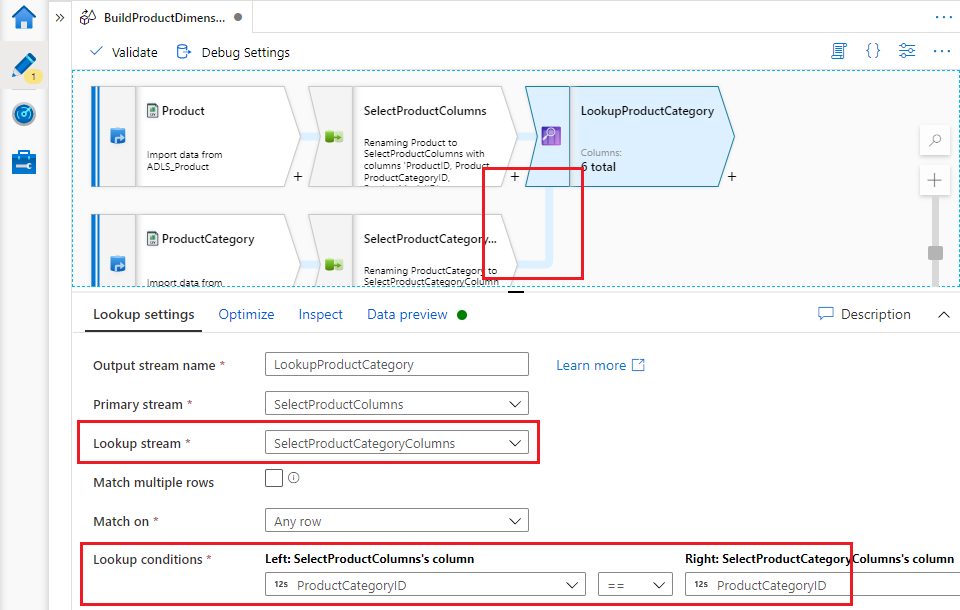 BuildProductDimens...
Validate
Debug Settings
1
Product
Import data from
ADLS_Product
+
SelectProductColumns
Renaming Product to
SelectProductColumns with
columns 'ProductID, Product
ProductCategoryID,
+
LookupProductCategory
Columns:
6 total
+
ProductCategory
Import data from
SelectProductCategory...
Renaming ProductCategory to
SelectProductCategoryColumn
Lookup settings
Optimize
Inspect
Data preview
Description
Output stream name *
LookupProductCategory
Learn more
Primary stream *
SelectProductColumns
Lookup stream *
SelectProductCategoryColumns
Match multiple rows
Match on *
Any row
Lookup conditions *
Left: SelectProductColumns's column
Right: SelectProductCategoryColumns's column
12s ProductCategoryID
==
12s ProductCategoryID